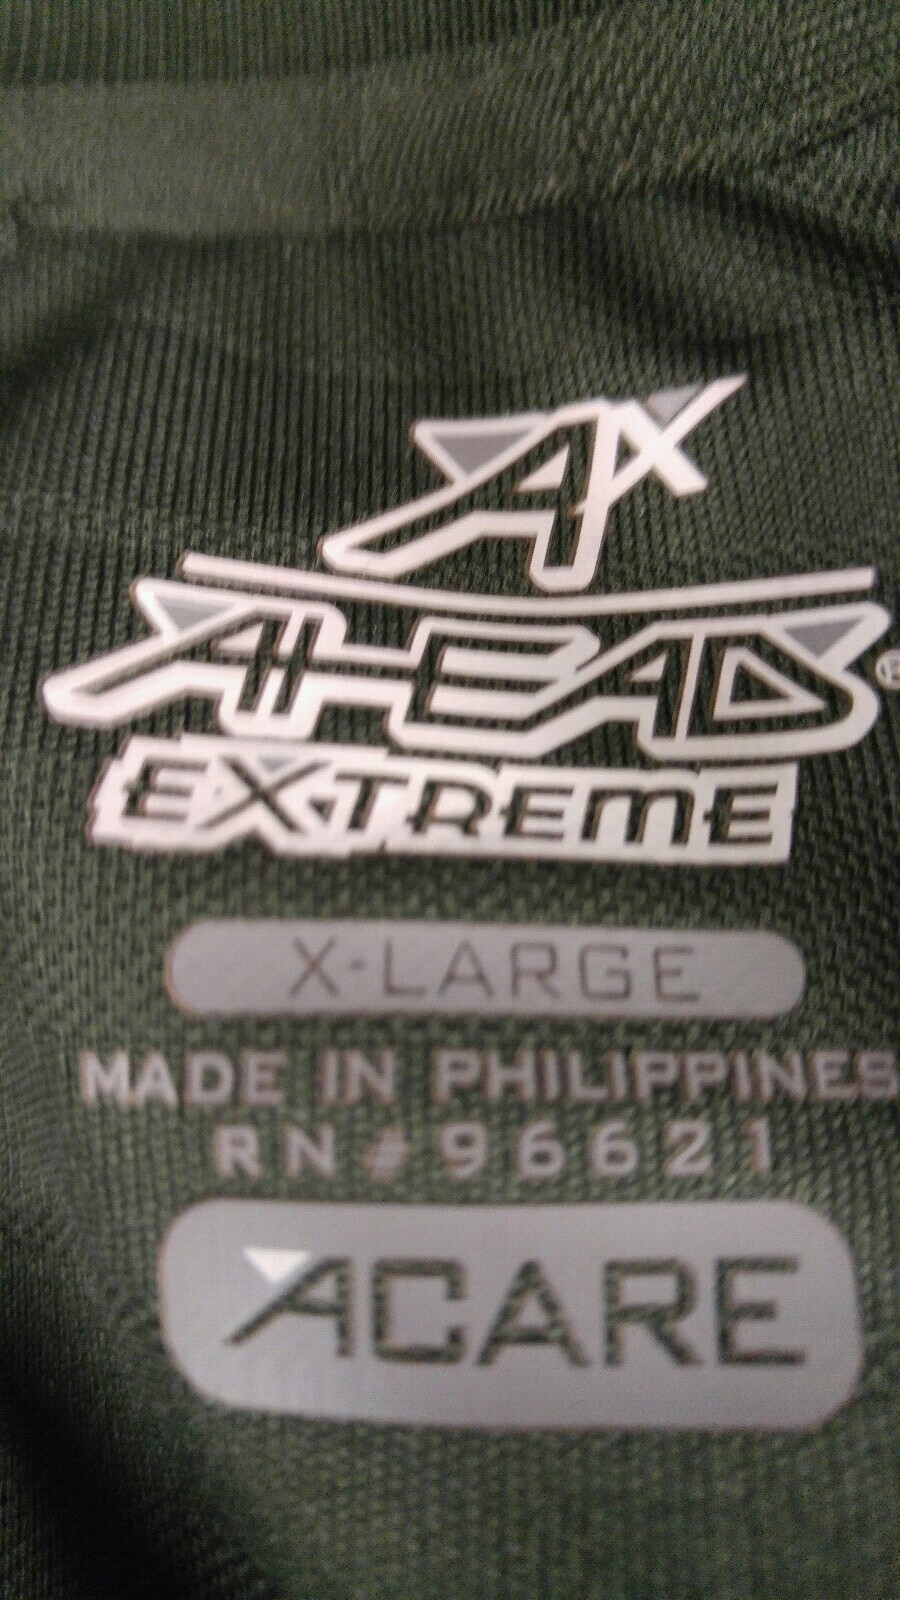 AX
AHEAD®
EXTREME
X-LARGE
MADE IN PHILIPPINES
RN#96621
ACARE